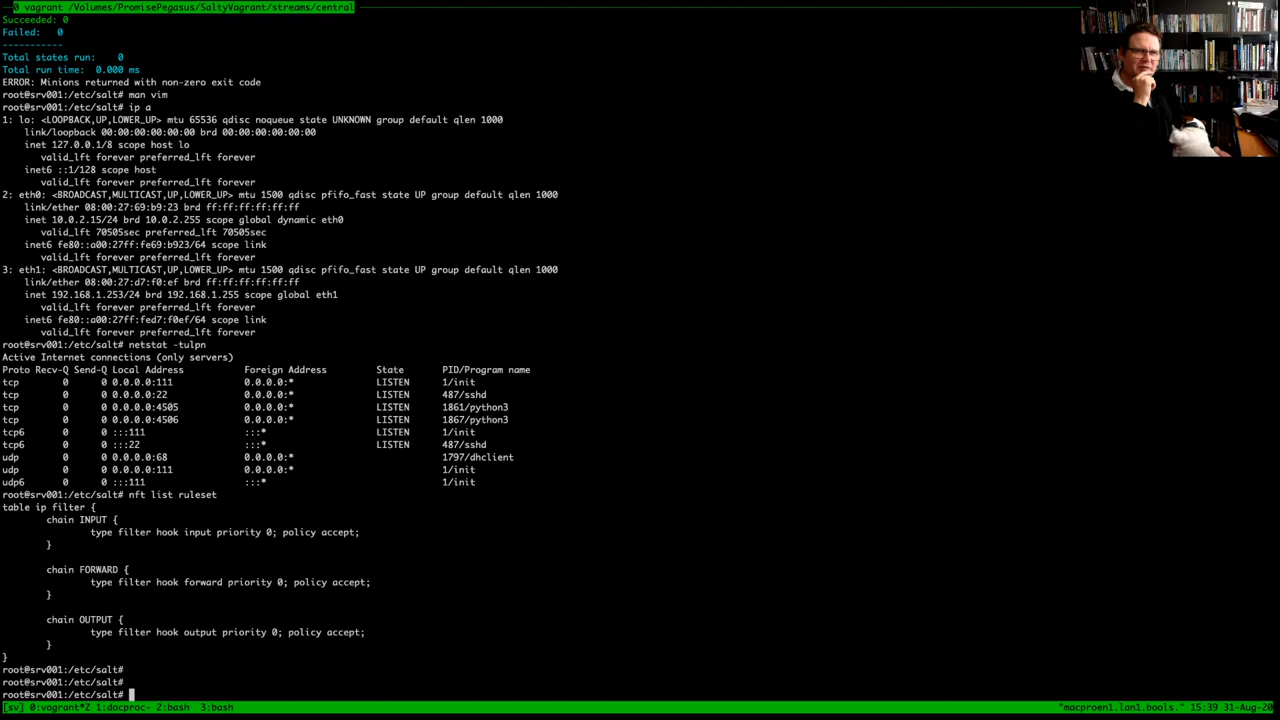 0 vagrant /Volumes/PromisePegasus/SaltyVagrant/streams/central
Succeeded: 0
Failed:   0
-----------
Total states run:    0
Total run time:  0.000 ms
ERROR: Minions returned with non-zero exit code
root@srv001:/etc/salt# man vim
root@srv001:/etc/salt# ip a
1: lo: <LOOPBACK,UP,LOWER_UP> mtu 65536 qdisc noqueue state UNKNOWN group default qlen 1000
    link/loopback 00:00:00:00:00:00 brd 00:00:00:00:00:00
    inet 127.0.0.1/8 scope host lo
       valid_lft forever preferred_lft forever
    inet6 ::1/128 scope host
       valid_lft forever preferred_lft forever
2: eth0: <BROADCAST,MULTICAST,UP,LOWER_UP> mtu 1500 qdisc pfifo_fast state UP group default qlen 1000
    link/ether 08:00:27:69:b9:23 brd ff:ff:ff:ff:ff:ff
    inet 10.0.2.15/24 brd 10.0.2.255 scope global dynamic eth0
       valid_lft 70505sec preferred_lft 70505sec
    inet6 fe80::a00:27ff:fe69:b923/64 scope link
       valid_lft forever preferred_lft forever
3: eth1: <BROADCAST,MULTICAST,UP,LOWER_UP> mtu 1500 qdisc pfifo_fast state UP group default qlen 1000
    link/ether 08:00:27:d7:f0:ef brd ff:ff:ff:ff:ff:ff
    inet 192.168.1.253/24 brd 192.168.1.255 scope global eth1
       valid_lft forever preferred_lft forever
    inet6 fe80::a00:27ff:fed7:f0ef/64 scope link
       valid_lft forever preferred_lft forever
root@srv001:/etc/salt# netstat -tulpn
Active Internet connections (only servers)
Proto Recv-Q Send-Q Local Address           Foreign Address         State       PID/Program name
tcp        0      0 0.0.0.0:111             0.0.0.0:*               LISTEN      1/init
tcp        0      0 0.0.0.0:22              0.0.0.0:*               LISTEN      487/sshd
tcp        0      0 0.0.0.0:4505            0.0.0.0:*               LISTEN      1861/python3
tcp        0      0 0.0.0.0:4506            0.0.0.0:*               LISTEN      1867/python3
tcp6       0      0 :::111                  :::*                    LISTEN      1/init
tcp6       0      0 :::22                   :::*                    LISTEN      487/sshd
udp        0      0 0.0.0.0:68              0.0.0.0:*                           1797/dhclient
udp        0      0 0.0.0.0:111             0.0.0.0:*                           1/init
udp6       0      0 :::111                  :::*                                1/init
root@srv001:/etc/salt# nft list ruleset
table ip filter {
        chain INPUT {
                type filter hook input priority 0; policy accept;
        }
        chain FORWARD {
                type filter hook forward priority 0; policy accept;
        }
        chain OUTPUT {
                type filter hook output priority 0; policy accept;
        }
}
root@srv001:/etc/salt#
root@srv001:/etc/salt#
root@srv001:/etc/salt#
[sv] 0:vagrant*Z 1:docproc- 2:bash  3:bash "macproen1.lan1.bools." 15:39 31-Aug-20